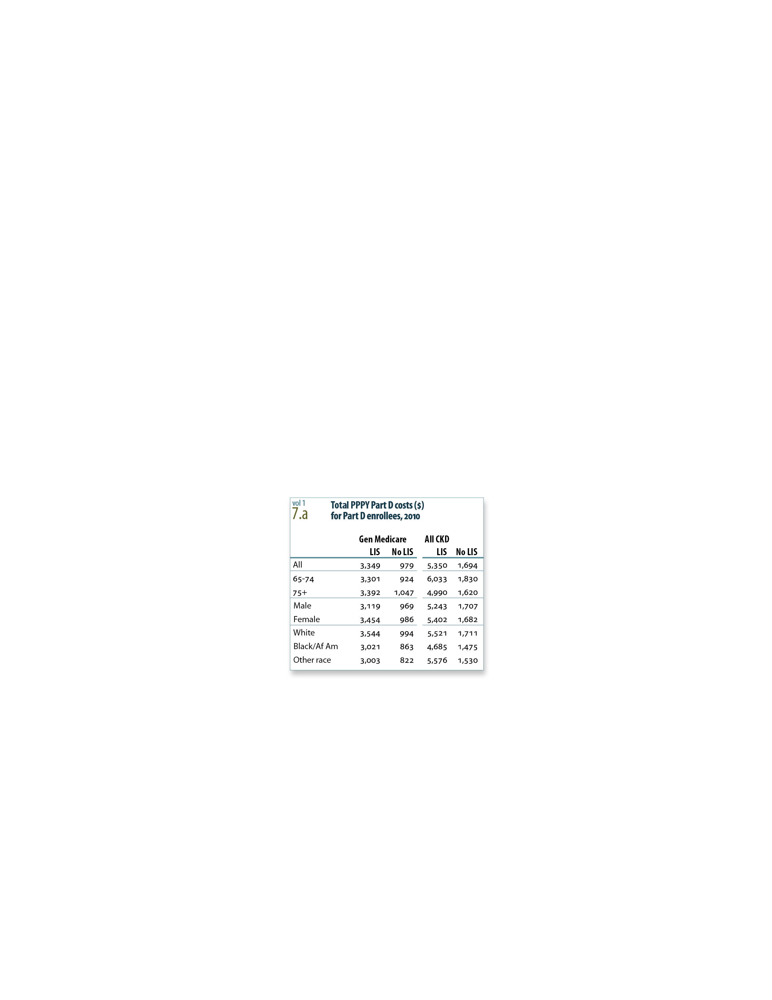 vol 1
7.a
Total PPPY Part D costs ($)
for Part D enrollees, 2010
Gen Medicare All CKD
LIS No LIS LIS No LIS
All 3,349 979 5,350 1,694
65-74 3,301 924 6,033 1,830
75+ 3,392 1,047 4,990 1,620
Male 3,119 969 5,243 1,707
Female 3,454 986 5,402 1,682
White 3,544 994 5,521 1,711
Black/Af Am 3,021 863 4,685 1,475
Other race 3,003 822 5,576 1,530